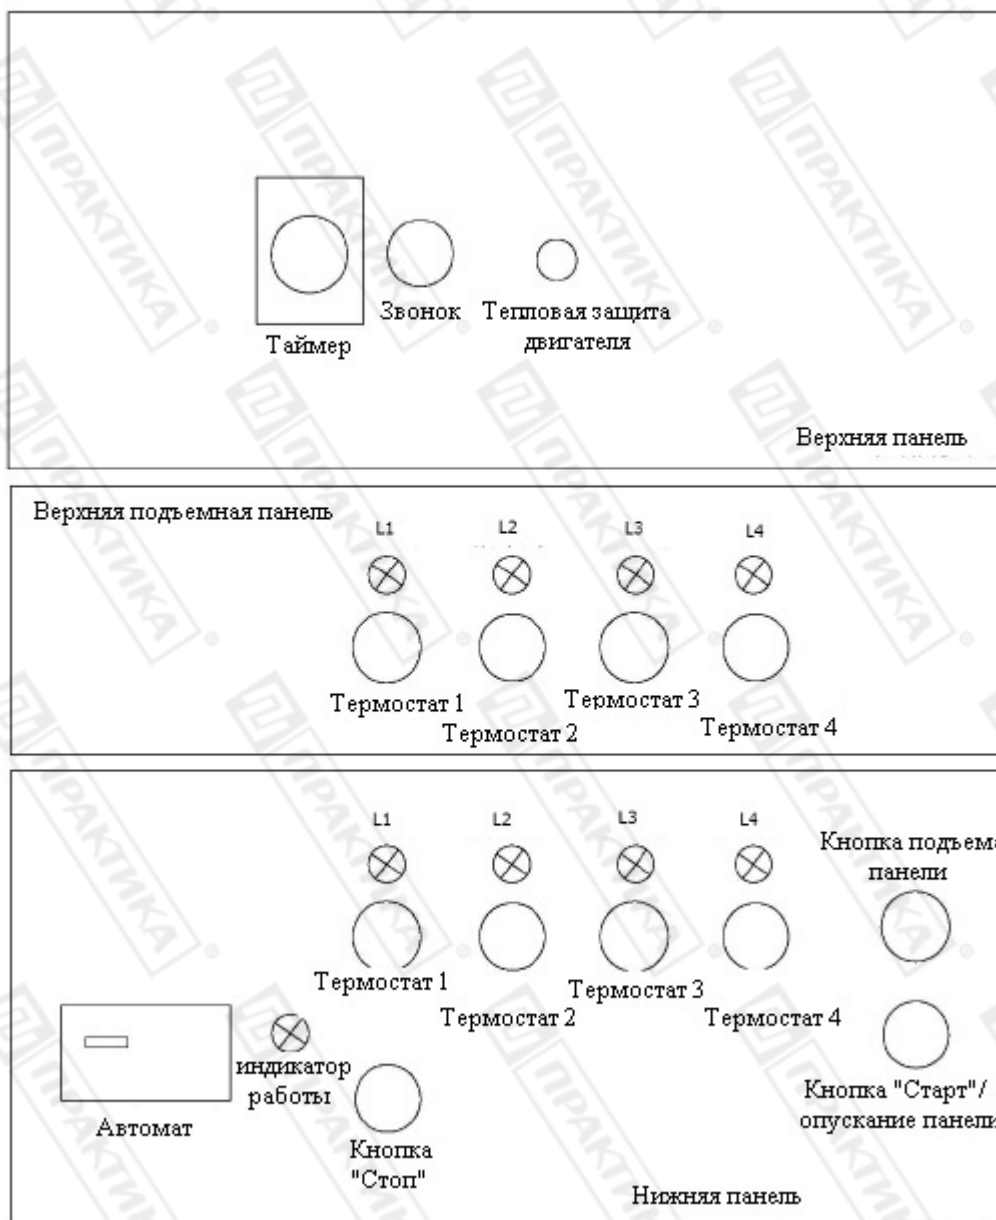 Звонок Тепловая защита
Таймер двигателя
Верхняя панель
Верхняя подъемная панель
L1 L2 L3 L4
Термостат 1 Термостат 3
Термостат 2 Термостат 4
L1 L2 L3 L4
Кнопка подъема
панели
Термостат 1 Термостат 3
Термостат 2 Термостат 4
индикатор
работы
Автомат
Кнопка "Старт"/
опускание панели
Кнопка
"Стоп"
Нижняя панель
ПРАКТИКА